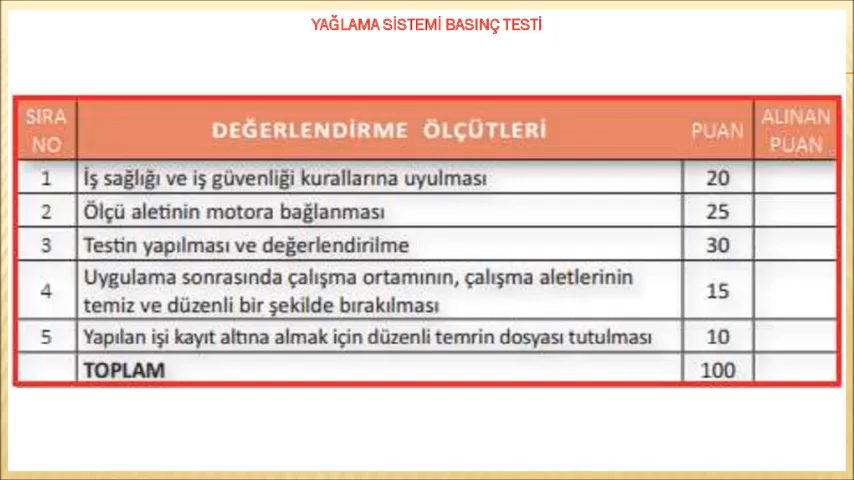 YAĞLAMA SİSTEMİ BASINÇ TESTİ
SIRA NO DEĞERLENDİRME ÖLÇÜTLERİ PUAN ALINAN PUAN
1 İş sağlığı ve iş güvenliği kurallarına uyulması 20
2 Ölçü aletinin motora bağlanması 25
3 Testin yapılması ve değerlendirilme 30
4 Uygulama sonrasında çalışma ortamının, çalışma aletlerinin
temiz ve düzenli bir şekilde bırakılması 15
5 Yapılan işi kayıt altına almak için düzenli temrin dosyası tutulması 10
TOPLAM 100